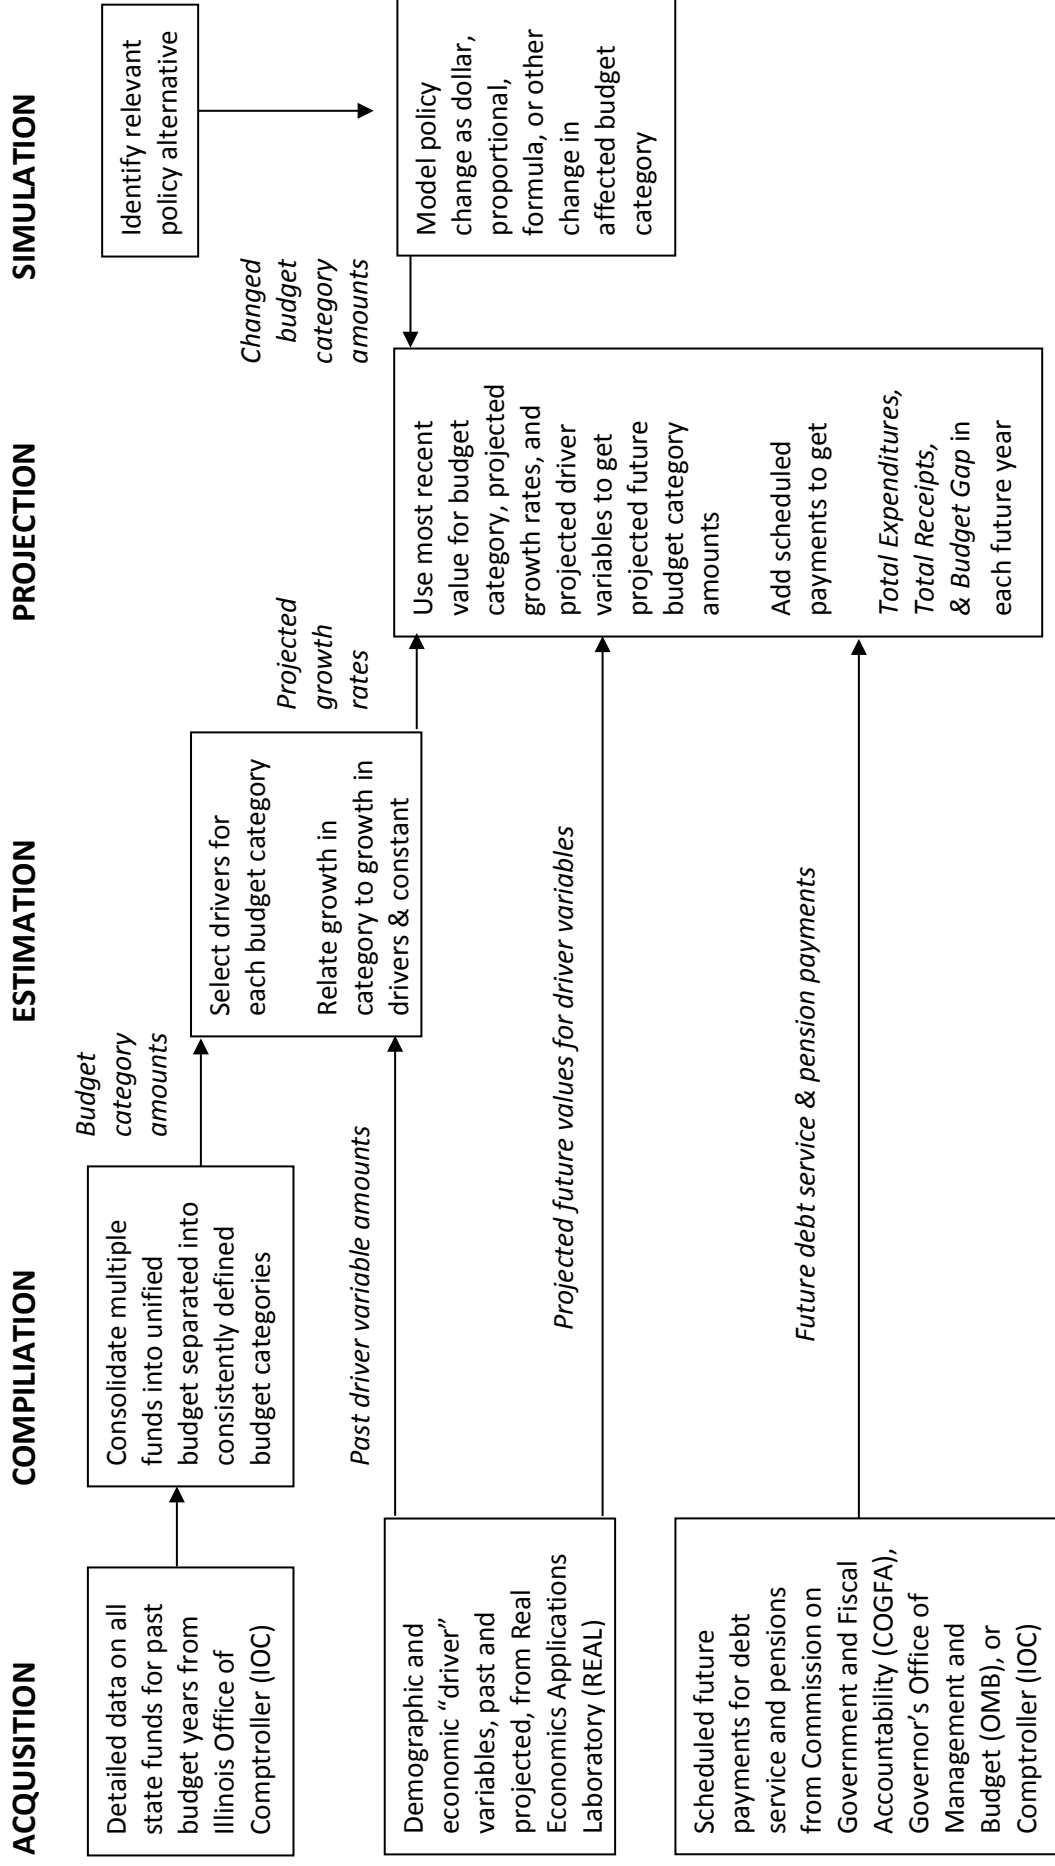 ACQUISITION
COMPILIATION
ESTIMATION
PROJECTION
SIMULATION
Detailed data on all
state funds for past
budget years from
Illinois Office of
Comptroller (IOC)
Consolidate multiple
funds into unified
budget separated into
consistently defined
budget categories
Budget
category
amounts
Select drivers for
each budget category
Relate growth in
category to growth in
drivers & constant
Projected
growth
rates
Use most recent
value for budget
category, projected
growth rates, and
projected driver
variables to get
projected future
budget category
amounts
Add scheduled
payments to get
Total Expenditures,
Total Receipts,
& Budget Gap in
each future year
Changed
budget
category
amounts
Identify relevant
policy alternative
Model policy
change as dollar,
proportional,
formula, or other
change in
affected budget
category
Demographic and
economic “driver”
variables, past and
projected, from Real
Economics Applications
Laboratory (REAL)
Past driver variable amounts
Projected future values for driver variables
Scheduled future
payments for debt
service and pensions
from Commission on
Government and Fiscal
Accountability (COGFA),
Governor’s Office of
Management and
Budget (OMB), or
Comptroller (IOC)
Future debt service & pension payments